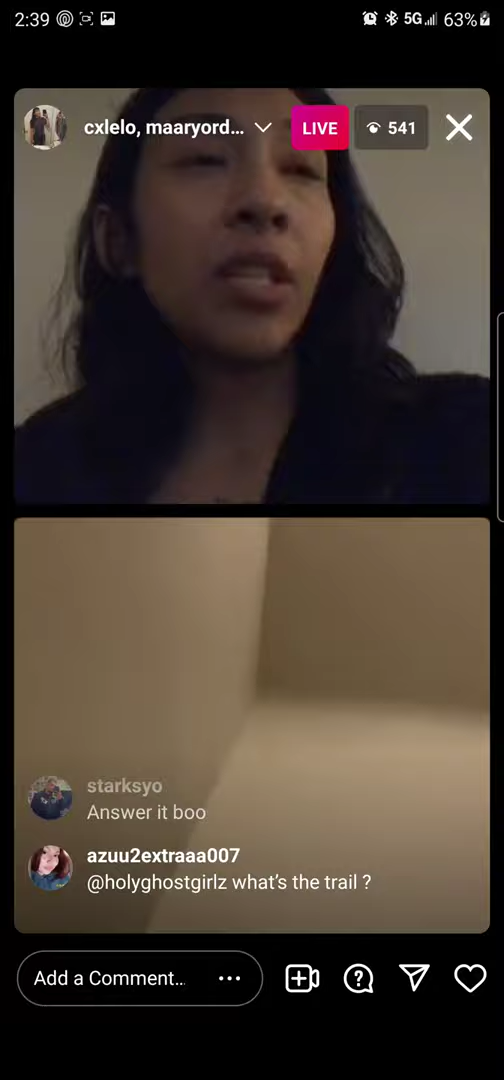 2:39 5G 63%
cxlelo, maaryord... LIVE 541
starksyo
Answer it boo
azuu2extraaa007
@holyghostgirlz what's the trail ?
Add a Comment...